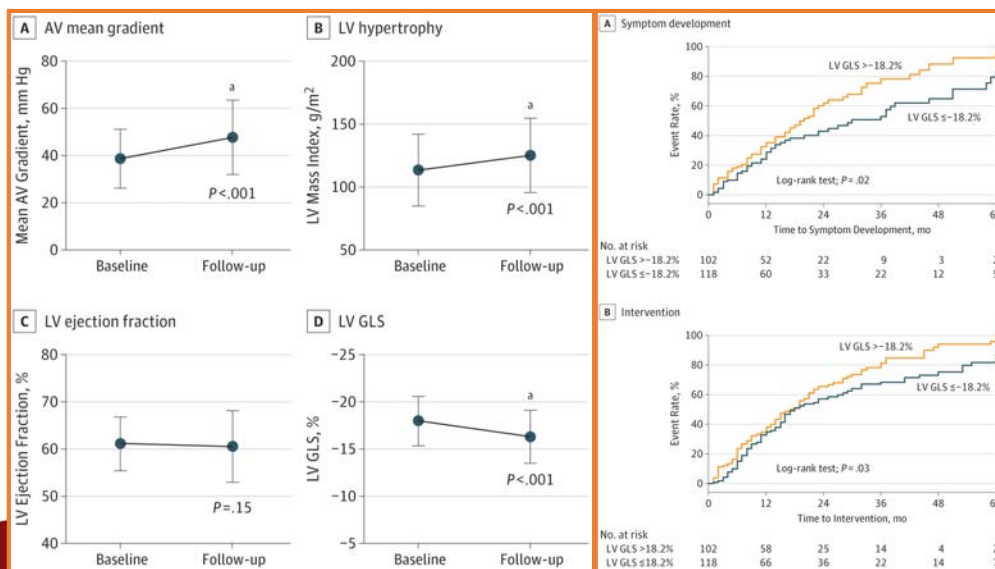 A AV mean gradient
80
60
40
20
0
Mean AV Gradient, mm Hg
a
P<.001
Baseline Follow-up
B LV hypertrophy
200
150
100
50
LV Mass Index, g/m2
a
P<.001
Baseline Follow-up
C LV ejection fraction
80
70
60
50
40
LV Ejection Fraction, %
P=.15
Baseline Follow-up
D LV GLS
−25
−20
−15
−10
−5
LV GLS, %
a
P<.001
Baseline Follow-up
A Symptom development
100
80
60
40
20
0
Event Rate, %
LV GLS >−18.2%
LV GLS ≤−18.2%
Log-rank test; P=.02
0 12 24 36 48
Time to Symptom Development, mo
No. at risk
LV GLS >−18.2% 102 52 22 9 3
LV GLS ≤−18.2% 118 60 33 22 12
B Intervention
100
80
60
40
20
0
Event Rate, %
LV GLS >−18.2%
LV GLS ≤−18.2%
Log-rank test; P=.03
0 12 24 36 48
Time to Intervention, mo
No. at risk
LV GLS >18.2% 102 58 25 14 4
LV GLS ≤18.2% 118 66 36 22 14